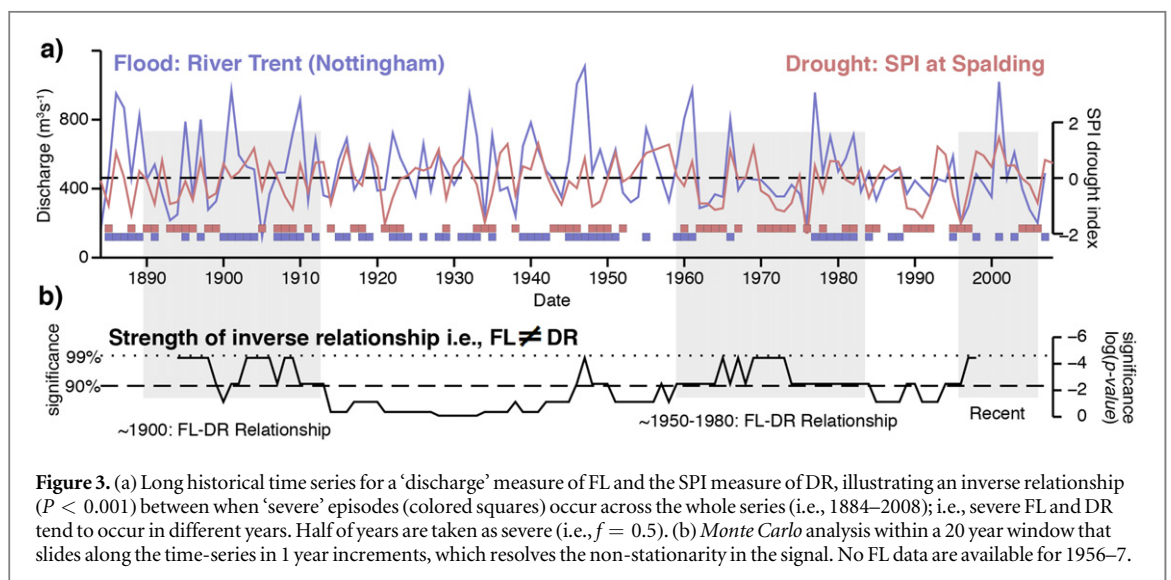 a)
Flood: River Trent (Nottingham)
Drought: SPI at Spalding
Discharge (m³s⁻¹)
800
400
0
2
0
−2
SPI drought index
1890 1900 1910 1920 1930 1940 1950 1960 1970 1980 1990 2000
Date
b)
Strength of inverse relationship i.e., FL ≠ DR
significance
99%
90%
−6
−4
−2
0
significance
log(p-value)
~1900: FL-DR Relationship
~1950-1980: FL-DR Relationship
Recent
Figure 3. (a) Long historical time series for a ‘discharge’ measure of FL and the SPI measure of DR, illustrating an inverse relationship
(P < 0.001) between when ‘severe’ episodes (colored squares) occur across the whole series (i.e., 1884–2008); i.e., severe FL and DR
tend to occur in different years. Half of years are taken as severe (i.e., f = 0.5). (b) Monte Carlo analysis within a 20 year window that
slides along the time-series in 1 year increments, which resolves the non-stationarity in the signal. No FL data are available for 1956–7.